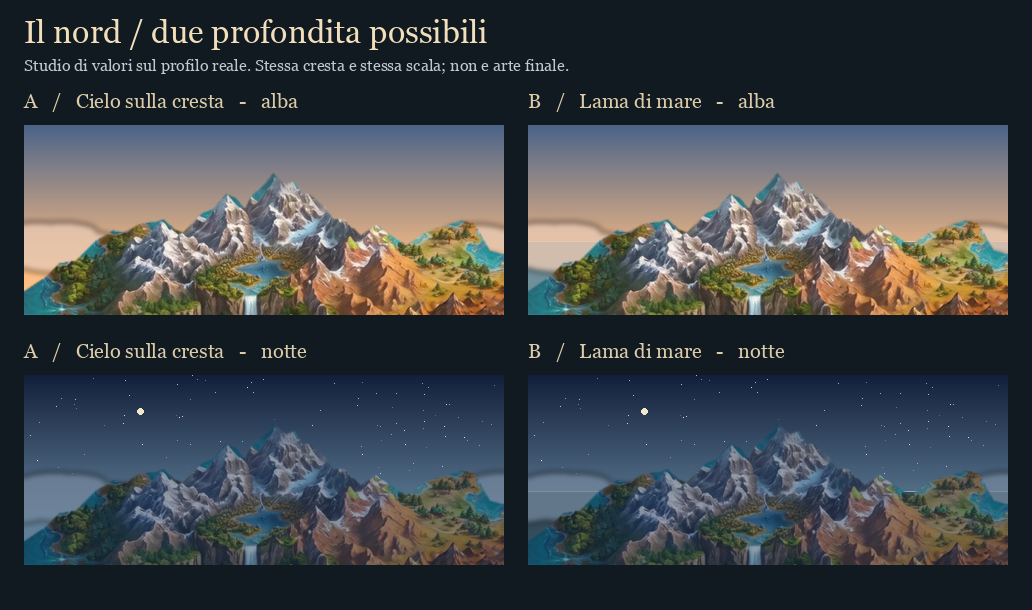 Il nord / due profondita possibili
Studio di valori sul profilo reale. Stessa cresta e stessa scala; non e arte finale.
A / Cielo sulla cresta - alba
B / Lama di mare - alba
A / Cielo sulla cresta - notte
B / Lama di mare - notte